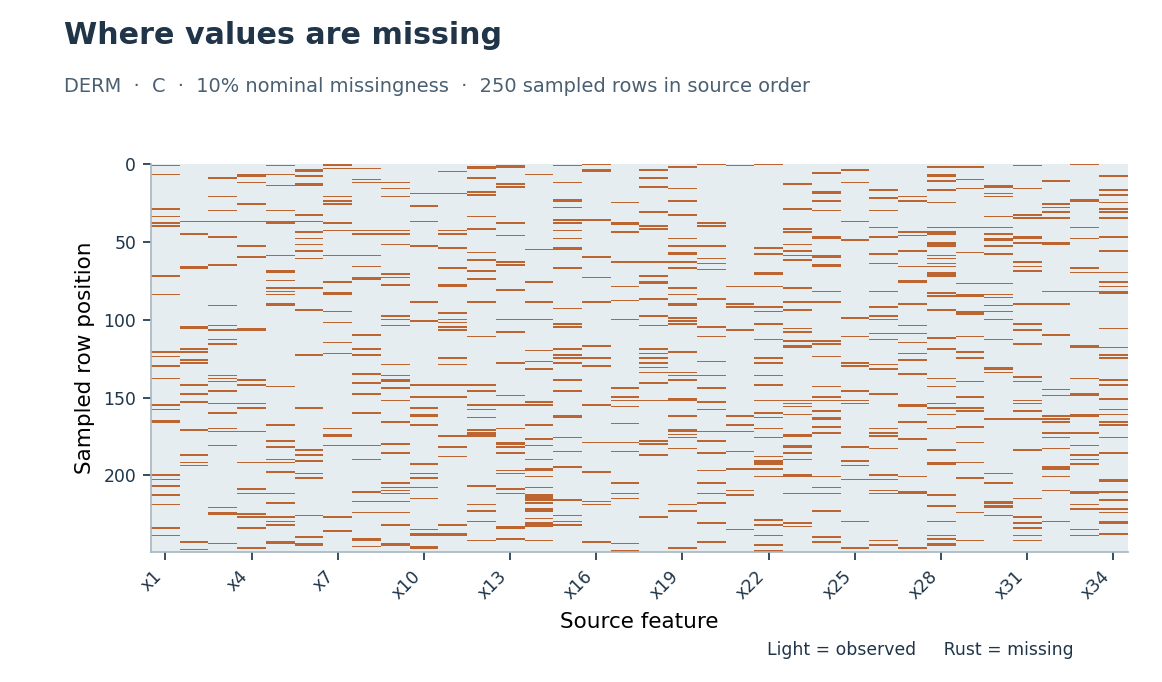 Where values are missing
DERM · C · 10% nominal missingness · 250 sampled rows in source order
0
50
100
150
200
Sampled row position
x1 x4 x7 x10 x13 x16 x19 x22 x25 x28 x31 x34
Source feature
Light = observed Rust = missing